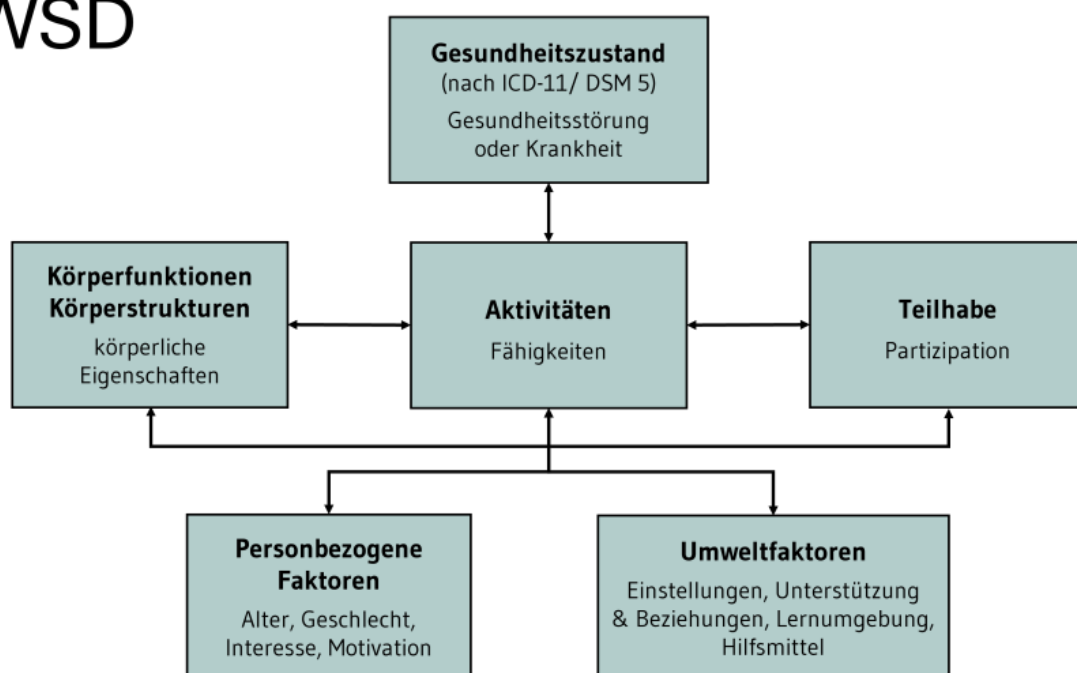 WSD
Gesundheitszustand
(nach ICD-11/ DSM 5)
Gesundheitsstörung
oder Krankheit
Körperfunktionen
Körperstrukturen
körperliche
Eigenschaften
Aktivitäten
Fähigkeiten
Teilhabe
Partizipation
Personbezogene
Faktoren
Alter, Geschlecht,
Interesse, Motivation
Umweltfaktoren
Einstellungen, Unterstützung
& Beziehungen, Lernumgebung,
Hilfsmittel